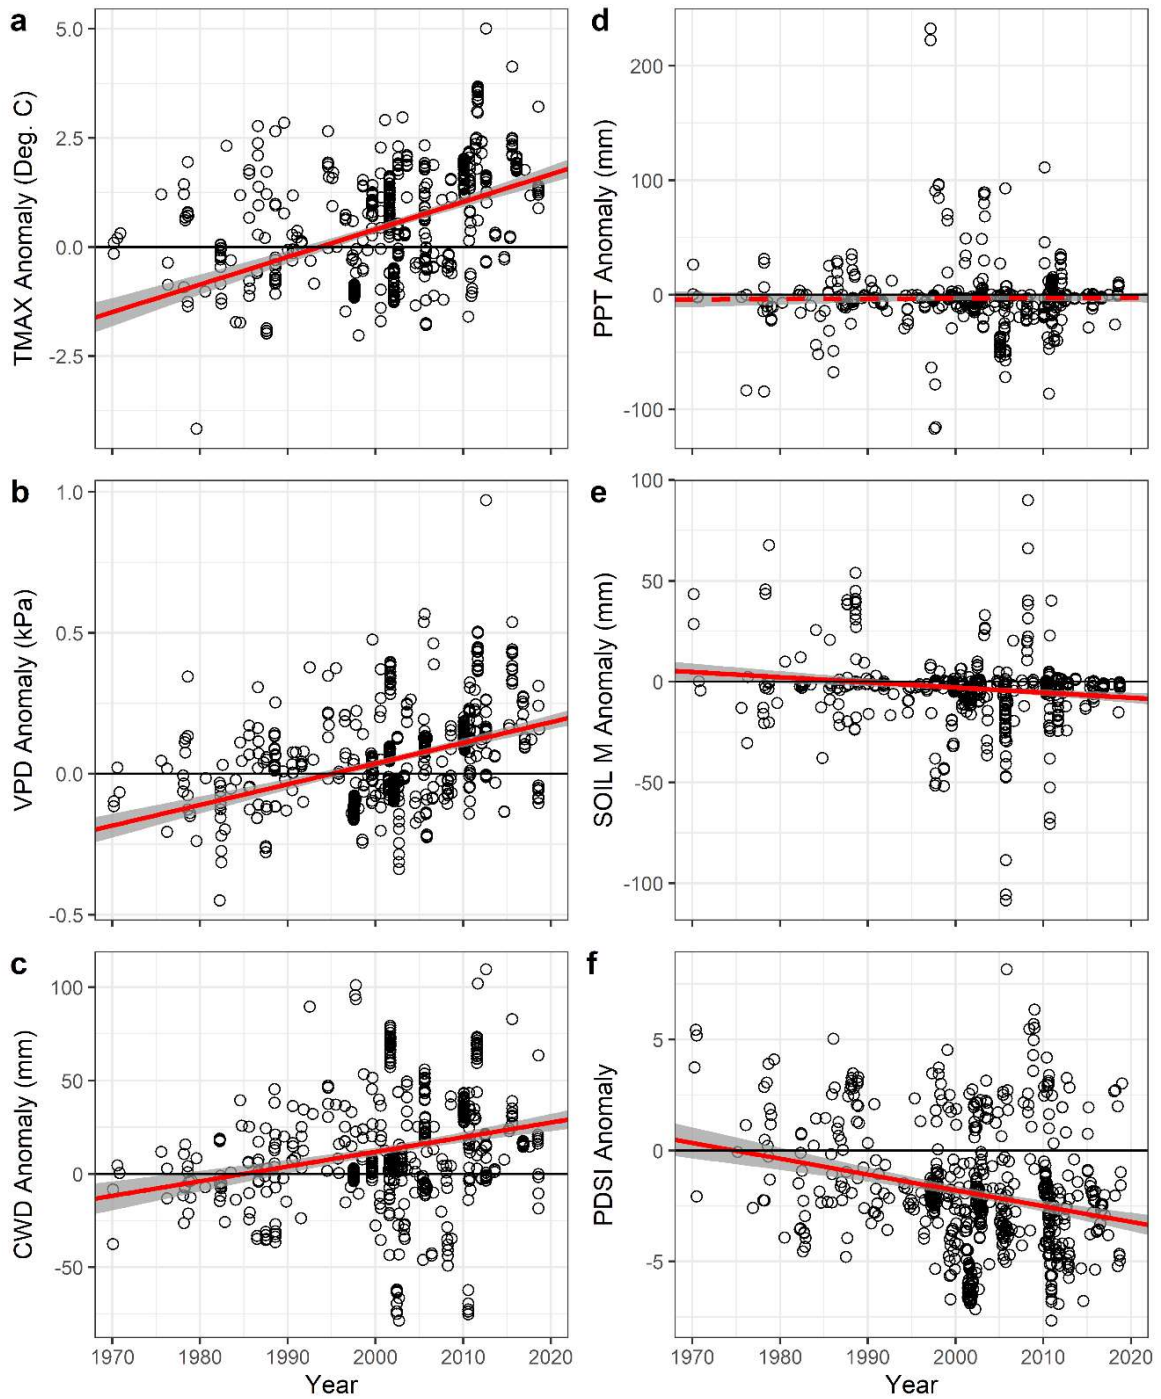 a
TMAX Anomaly (Deg. C)
5.0
2.5
0.0
-2.5
b
VPD Anomaly (kPa)
1.0
0.5
0.0
-0.5
c
CWD Anomaly (mm)
100
50
0
-50
1970 1980 1990 2000 2010 2020
Year
d
PPT Anomaly (mm)
200
100
0
-100
e
SOIL M Anomaly (mm)
100
50
0
-50
-100
f
PDSI Anomaly
5
0
-5
1970 1980 1990 2000 2010 2020
Year